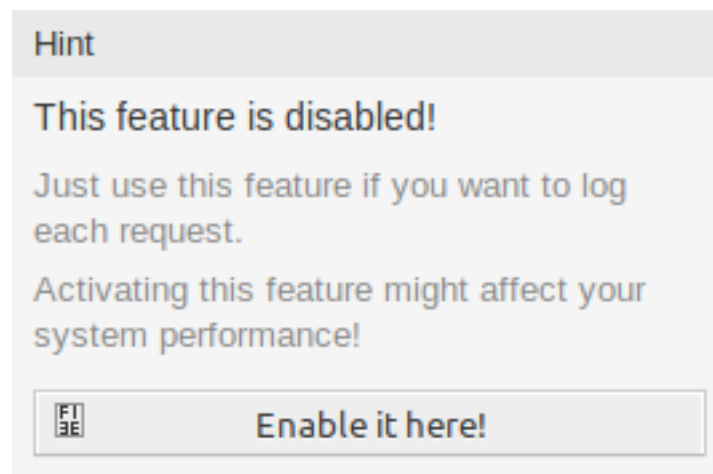 Hint
This feature is disabled!
Just use this feature if you want to log
each request.
Activating this feature might affect your
system performance!
Enable it here!